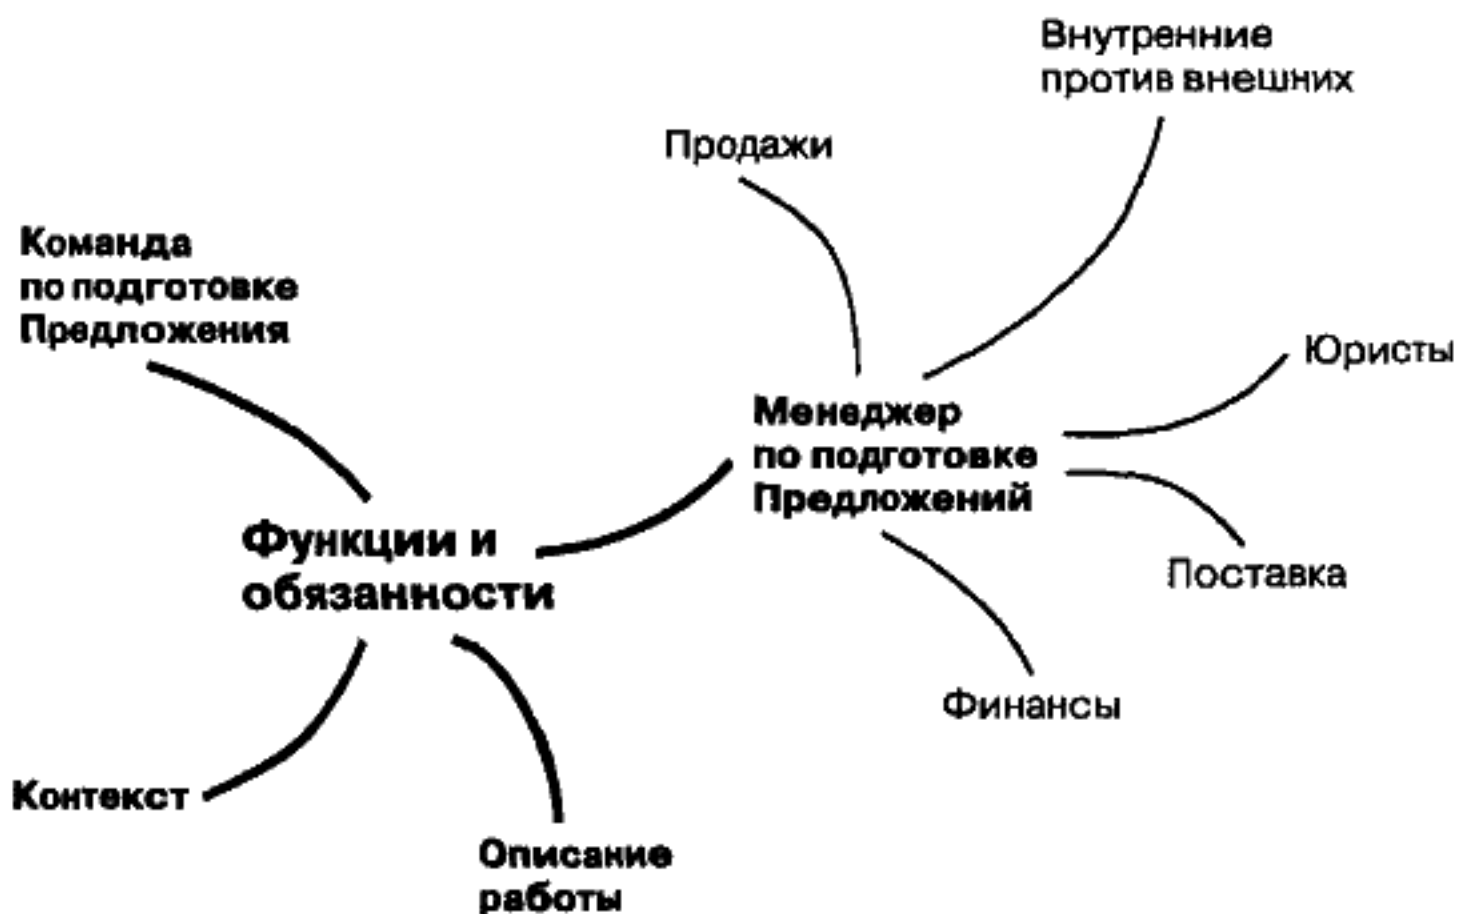 Внутренние
против внешних
Продажи
Команда
по подготовке
Предложения
Юристы
Менеджер
по подготовке
Предложений
Функции и
обязанности
Поставка
Финансы
Контекст
Описание
работы